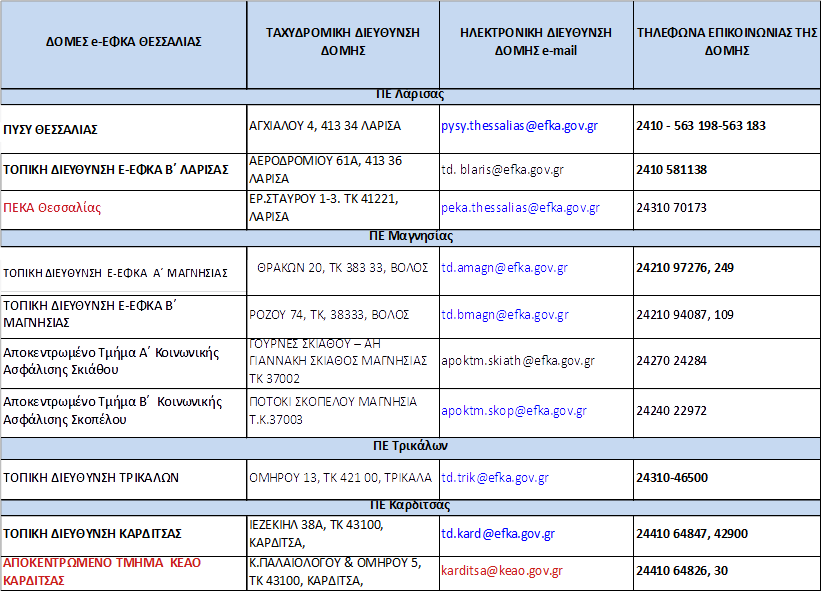 ΔΟΜΕΣ e-ΕΦΚΑ ΘΕΣΣΑΛΙΑΣ
ΤΑΧΥΔΡΟΜΙΚΗ ΔΙΕΥΘΥΝΣΗ
ΔΟΜΗΣ
ΗΛΕΚΤΡΟΝΙΚΗ ΔΙΕΥΘΥΝΣΗ
ΔΟΜΗΣ e-mail
ΤΗΛΕΦΩΝΑ ΕΠΙΚΟΙΝΩΝΙΑΣ ΤΗΣ
ΔΟΜΗΣ
ΠΕ Λάρισας
ΠΥΣΥ ΘΕΣΣΑΛΙΑΣ
ΑΓΧΙΑΛΟΥ 4, 413 34 ΛΑΡΙΣΑ
pysy.thessalias@efka.gov.gr
2410 - 563 198-563 183
ΤΟΠΙΚΗ ΔΙΕΥΘΥΝΣΗ Ε-ΕΦΚΑ Β΄ ΛΑΡΙΣΑΣ
ΑΕΡΟΔΡΟΜΙΟΥ 61Α, 413 36
ΛΑΡΙΣΑ
td. blaris@efka.gov.gr
2410 581138
ΠΕΚΑ Θεσσαλίας
ΕΡ.ΣΤΑΥΡΟΥ 1-3. ΤΚ 41221,
ΛΑΡΙΣΑ
peka.thessalias@efka.gov.gr
24310 70173
ΠΕ Μαγνησίας
ΤΟΠΙΚΗ ΔΙΕΥΘΥΝΣΗ Ε-ΕΦΚΑ Α΄ ΜΑΓΝΗΣΙΑΣ
ΘΡΑΚΩΝ 20, ΤΚ 383 33, ΒΟΛΟΣ
td.amagn@efka.gov.gr
24210 97276, 249
ΤΟΠΙΚΗ ΔΙΕΥΘΥΝΣΗ Ε-ΕΦΚΑ Β΄
ΜΑΓΝΗΣΙΑΣ
ΡΟΖΟΥ 74, ΤΚ, 38333, ΒΟΛΟΣ
td.bmagn@efka.gov.gr
24210 94087, 109
Αποκεντρωμένο Τμήμα Α΄ Κοινωνικής
Ασφάλισης Σκιάθου
ΓΟΥΡΝΕΣ ΣΚΙΑΘΟΥ – ΑΗ
ΓΙΑΝΝΑΚΗ ΣΚΙΑΘΟΣ ΜΑΓΝΗΣΙΑΣ
ΤΚ 37002
apoktm.skiath@efka.gov.gr
24270 24284
Αποκεντρωμένο Τμήμα Β΄ Κοινωνικής
Ασφάλισης Σκοπέλου
ΠΟΤΟΚΙ ΣΚΟΠΕΛΟΥ ΜΑΓΝΗΣΙΑ
Τ.Κ.37003
apoktm.skop@efka.gov.gr
24240 22972
ΠΕ Τρικάλων
ΤΟΠΙΚΗ ΔΙΕΥΘΥΝΣΗ ΤΡΙΚΑΛΩΝ
ΟΜΗΡΟΥ 13, ΤΚ 421 00, ΤΡΙΚΑΛΑ
td.trik@efka.gov.gr
24310-46500
ΠΕ Καρδίτσας
ΤΟΠΙΚΗ ΔΙΕΥΘΥΝΣΗ ΚΑΡΔΙΤΣΑΣ
ΙΕΖΕΚΙΗΛ 38Α, ΤΚ 43100,
ΚΑΡΔΙΤΣΑ,
td.kard@efka.gov.gr
24410 64847, 42900
ΑΠΟΚΕΝΤΡΩΜΕΝΟ ΤΜΗΜΑ ΚΕΑΟ
ΚΑΡΔΙΤΣΑΣ
Κ.ΠΑΛΑΙΟΛΟΓΟΥ & ΟΜΗΡΟΥ 5,
ΤΚ 43100, ΚΑΡΔΙΤΣΑ,
karditsa@keao.gov.gr
24410 64826, 30